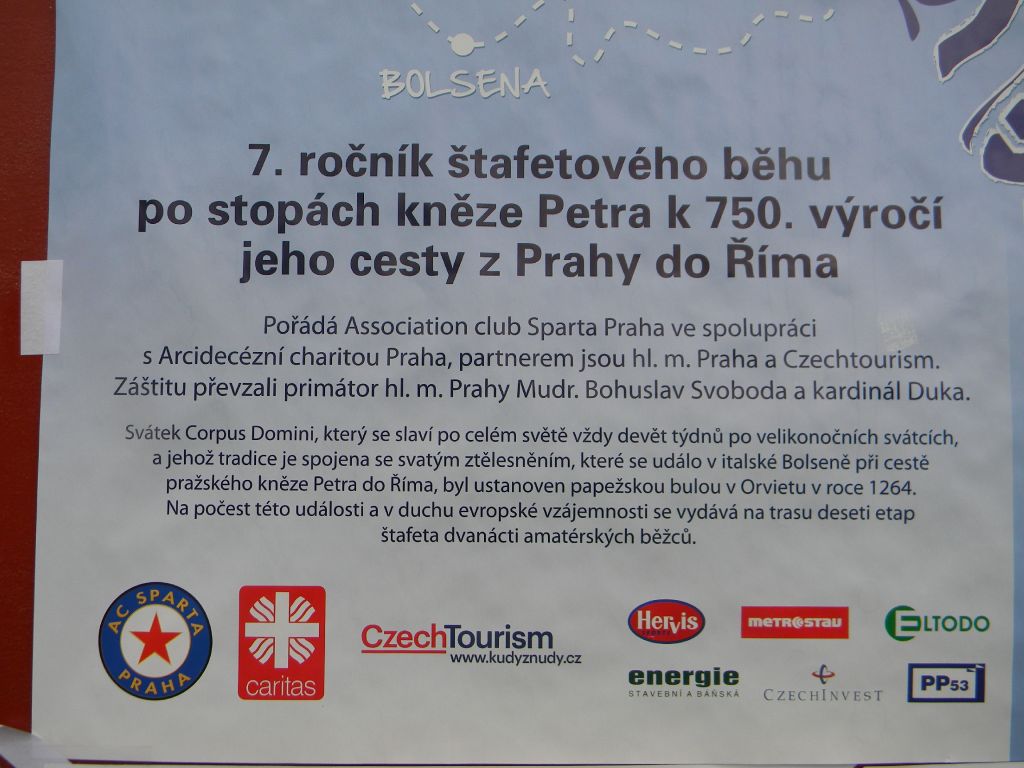 BOLSENA
7. ročník štafetového běhu
po stopách kněze Petra k 750. výročí
jeho cesty z Prahy do Říma
Pořádá Association club Sparta Praha ve spolupráci
s Arcidecézní charitou Praha, partnerem jsou hl. m. Praha a Czechtourism.
Záštitu převzali primátor hl. m. Prahy Mudr. Bohuslav Svoboda a kardinál Duka.
Svátek Corpus Domini, který se slaví po celém světě vždy devět týdnů po velikonočních svátcích,
a jehož tradice je spojena se svatým ztělesněním, které se událo v italské Bolseně při cestě
pražského kněze Petra do Říma, byl ustanoven papežskou bulou v Orvietu v roce 1264.
Na počest této události a v duchu evropské vzájemnosti se vydává na trasu deseti etap
štafeta dvanácti amatérských běžců.
AC SPARTA
PRAHA
caritas
CzechTourism
www.kudyznudy.cz
Hervis
SPORTS
METROSTAV
ELTODO
energie
STAVEBNÍ A BÁŇSKÁ
CZECHINVEST
PP53